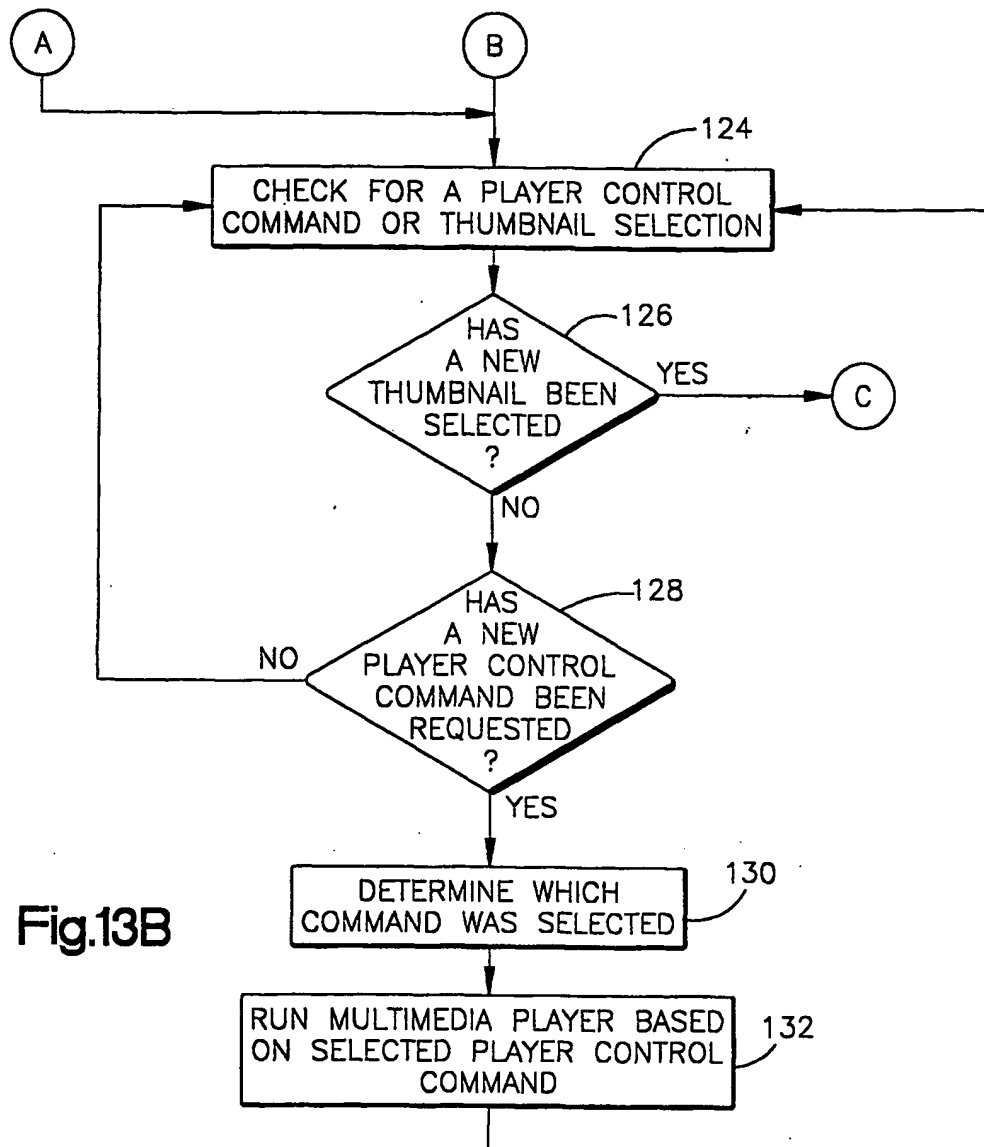 A
B
124
CHECK FOR A PLAYER CONTROL
COMMAND OR THUMBNAIL SELECTION
126
HAS
A NEW
THUMBNAIL BEEN
SELECTED
?
YES
C
NO
128
HAS
A NEW
PLAYER CONTROL
COMMAND BEEN
REQUESTED
?
NO
YES
130
DETERMINE WHICH
COMMAND WAS SELECTED
Fig.13B
132
RUN MULTIMEDIA PLAYER BASED
ON SELECTED PLAYER CONTROL
COMMAND